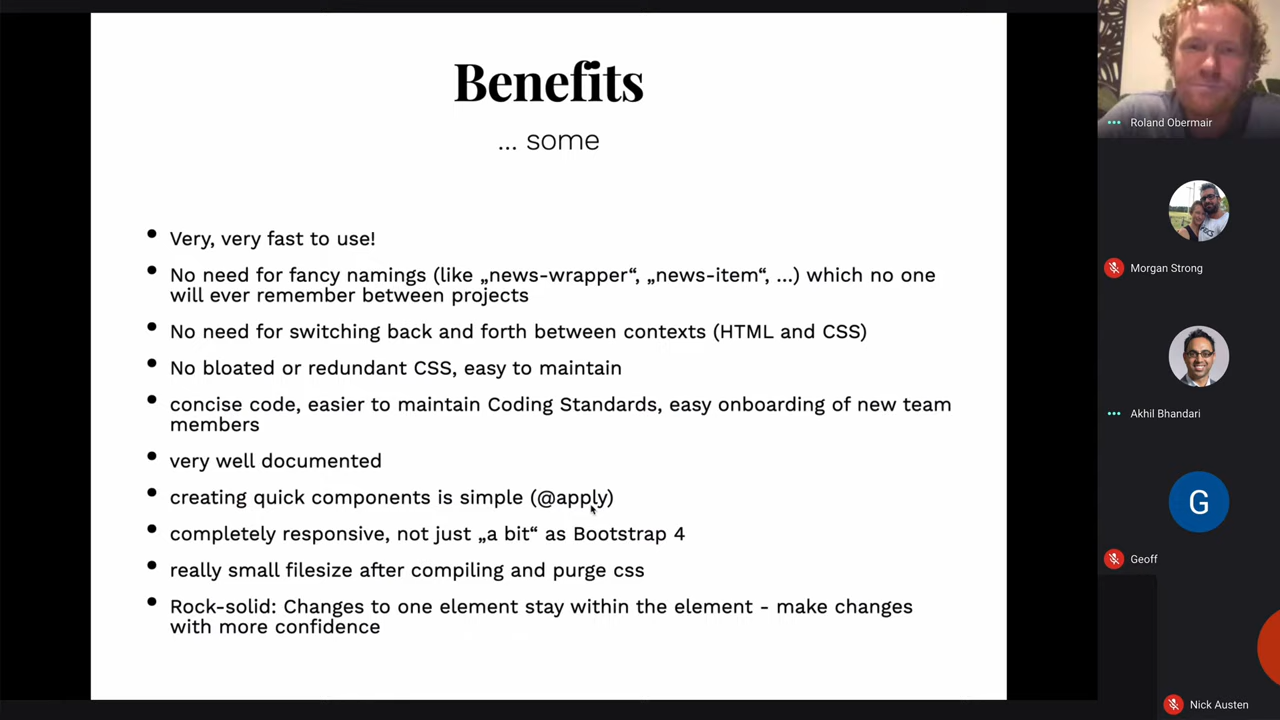 Benefits
... some
• Very, very fast to use!
• No need for fancy namings (like „news-wrapper“, „news-item“, ...) which no one
will ever remember between projects
• No need for switching back and forth between contexts (HTML and CSS)
• No bloated or redundant CSS, easy to maintain
• concise code, easier to maintain Coding Standards, easy onboarding of new team
members
• very well documented
• creating quick components is simple (@apply)
• completely responsive, not just „a bit“ as Bootstrap 4
• really small filesize after compiling and purge css
• Rock-solid: Changes to one element stay within the element - make changes
with more confidence
Roland Obermair
Morgan Strong
Akhil Bhandari
G
Geoff
Nick Austen